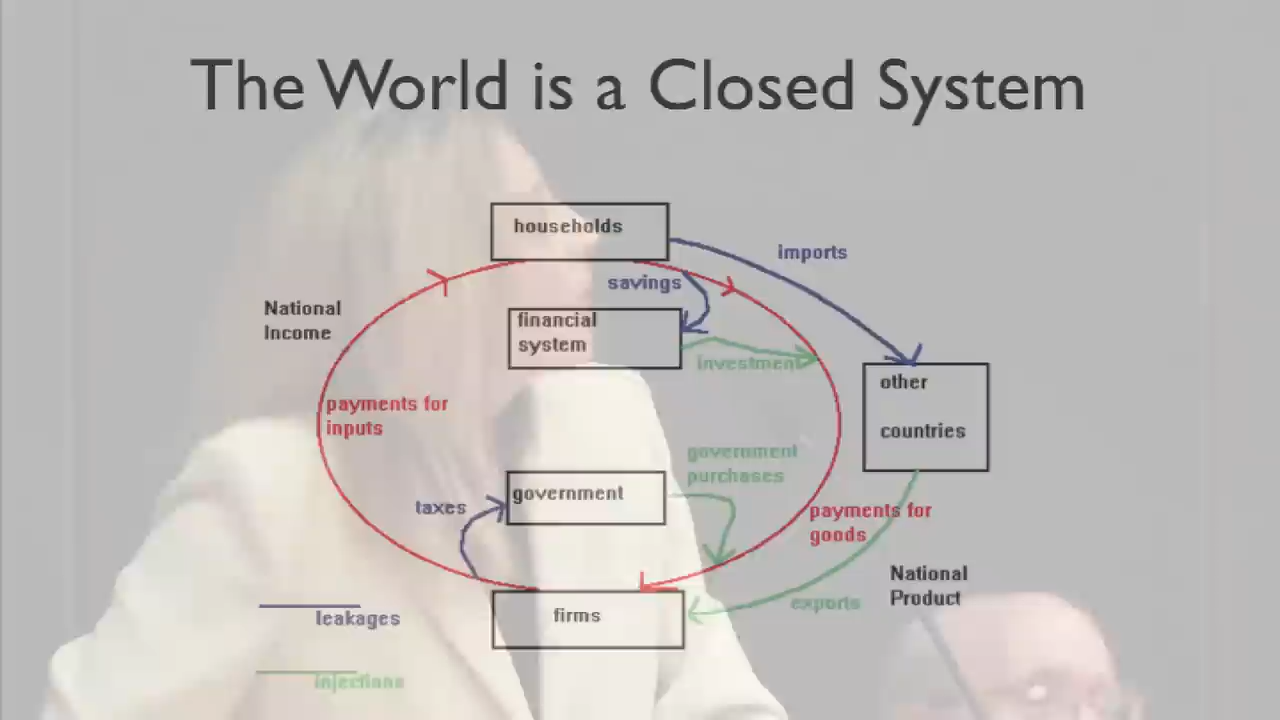 The World is a Closed System
households
imports
savings
National
Income
financial
system
investment
other
countries
payments for
inputs
government
purchases
government
taxes
payments for
goods
National
Product
exports
firms
leakages
injections